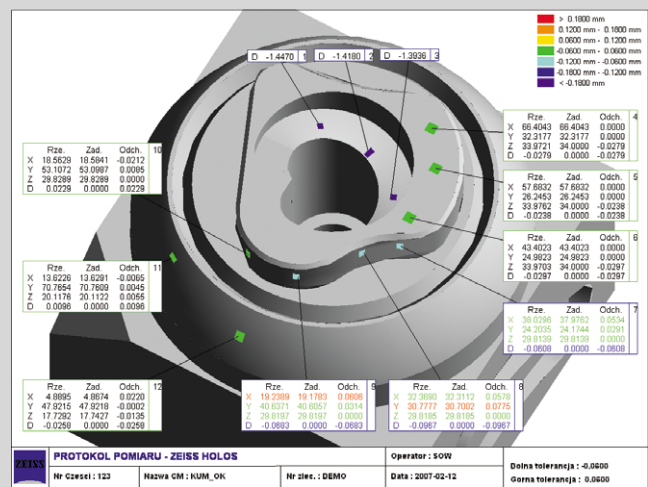 > 0.1800 mm
0.1200 mm - 0.1800 mm
0.0600 mm - 0.1200 mm
-0.0600 mm - 0.0600 mm
-0.1200 mm - -0.0600 mm
-0.1800 mm - -0.1200 mm
< -0.1800 mm
D -1.4470 1
D -1.4180 2
D -1.3936 3
Rze. Zad. Odch. 4
X 66.4043 66.4043 0.0000
Y 32.3177 32.3177 0.0000
Z 33.9721 34.0000 -0.0279
D -0.0279 0.0000 -0.0279
Rze. Zad. Odch. 5
X 57.6832 57.6832 0.0000
Y 26.2453 26.2453 0.0000
Z 33.9762 34.0000 -0.0238
D -0.0238 0.0000 -0.0238
Rze. Zad. Odch. 6
X 43.4023 43.4023 0.0000
Y 24.9823 24.9823 0.0000
Z 33.9703 34.0000 -0.0297
D -0.0297 0.0000 -0.0297
Rze. Zad. Odch. 7
X 38.0296 37.9762 0.0534
Y 24.2035 24.1744 0.0291
Z 29.8139 29.8139 0.0000
D -0.0608 0.0000 -0.0608
Rze. Zad. Odch. 10
X 18.5629 18.5841 -0.0212
Y 53.1072 53.0987 0.0085
Z 29.8289 29.8289 0.0000
D 0.0229 0.0000 0.0229
Rze. Zad. Odch. 11
X 13.6226 13.6291 -0.0065
Y 70.7654 70.7609 0.0045
Z 20.1176 20.1122 0.0055
D 0.0096 0.0000 0.0096
Rze. Zad. Odch. 12
X 4.8895 4.8674 0.0220
Y 47.9215 47.9218 -0.0002
Z 17.7292 17.7427 -0.0135
D -0.0258 0.0000 -0.0258
Rze. Zad. Odch. 9
X 19.2389 19.1783 0.0606
Y 40.6371 40.6057 0.0314
Z 29.8197 29.8197 0.0000
D -0.0683 0.0000 -0.0683
Rze. Zad. Odch. 8
X 32.3690 32.3112 0.0578
Y 30.7777 30.7002 0.0775
Z 29.8185 29.8185 0.0000
D -0.0967 0.0000 -0.0967
ZEISS
PROTOKOL POMIARU - ZEISS HOLOS
Operator : SOW
Nr Czesci : 123
Nazwa CM : KUM_OK
Nr zlec. : DEMO
Data : 2007-02-12
Dolna tolerancja : -0.0600
Gorna tolerancja : 0.0600